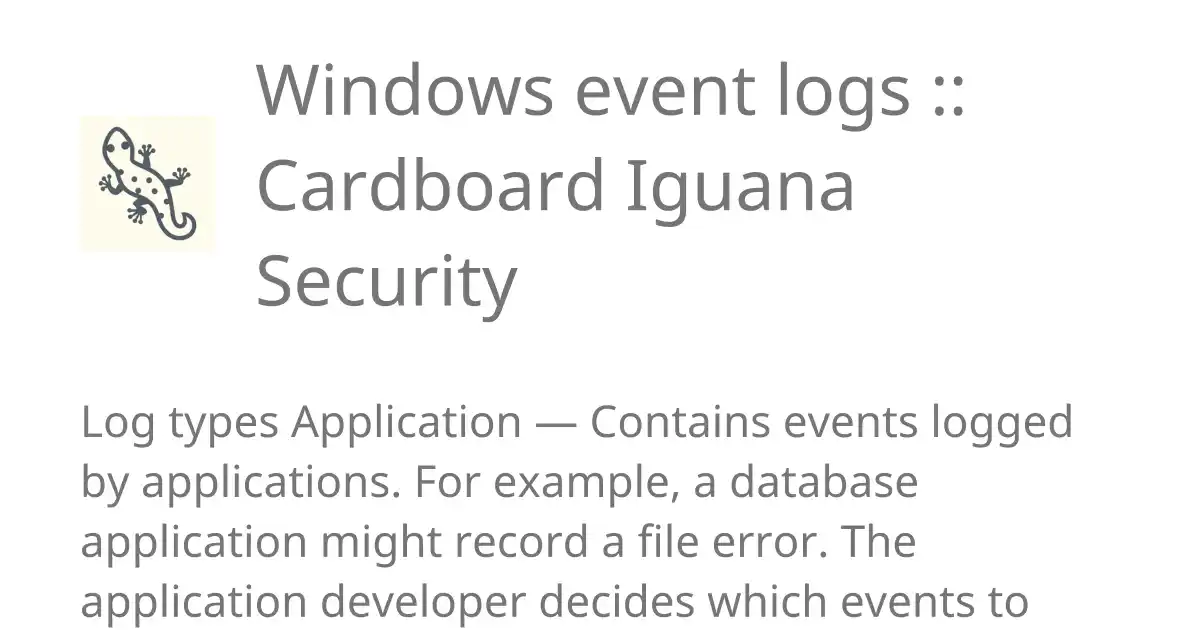 Windows event logs ::
Cardboard Iguana
Security
Log types Application — Contains events logged
by applications. For example, a database
application might record a file error. The
application developer decides which events to